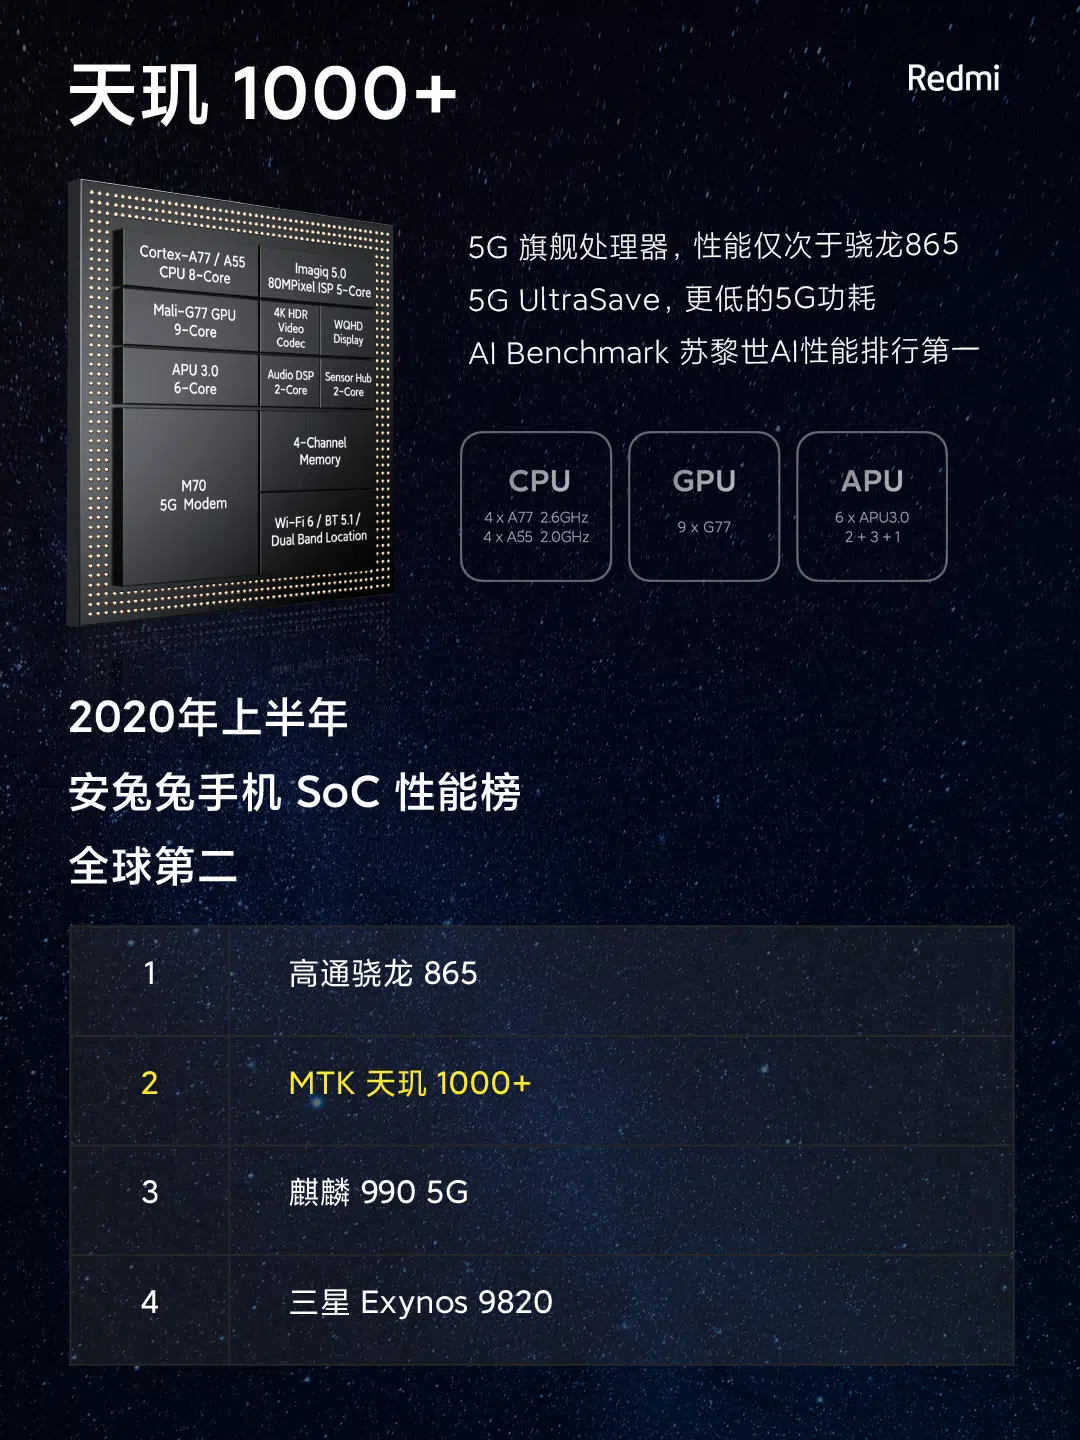 天玑 1000+
Redmi
Cortex-A77 / A55
CPU 8-Core
Imagiq 5.0
80MPixel ISP 5-Core
Mali-G77 GPU
9-Core
4K HDR
Video
Codec
WQHD
Display
APU 3.0
6-Core
Audio DSP
2-Core
Sensor Hub
2-Core
M70
5G Modem
4-Channel
Memory
Wi-Fi 6 / BT 5.1 /
Dual Band Location
5G 旗舰处理器，性能仅次于骁龙865
5G UltraSave，更低的5G功耗
AI Benchmark 苏黎世AI性能排行第一
CPU
4 x A77 2.6GHz
4 x A55 2.0GHz
GPU
9 x G77
APU
6 x APU3.0
2 + 3 + 1
2020年上半年
安兔兔手机 SoC 性能榜
全球第二
1 高通骁龙 865
2 MTK 天玑 1000+
3 麒麟 990 5G
4 三星 Exynos 9820